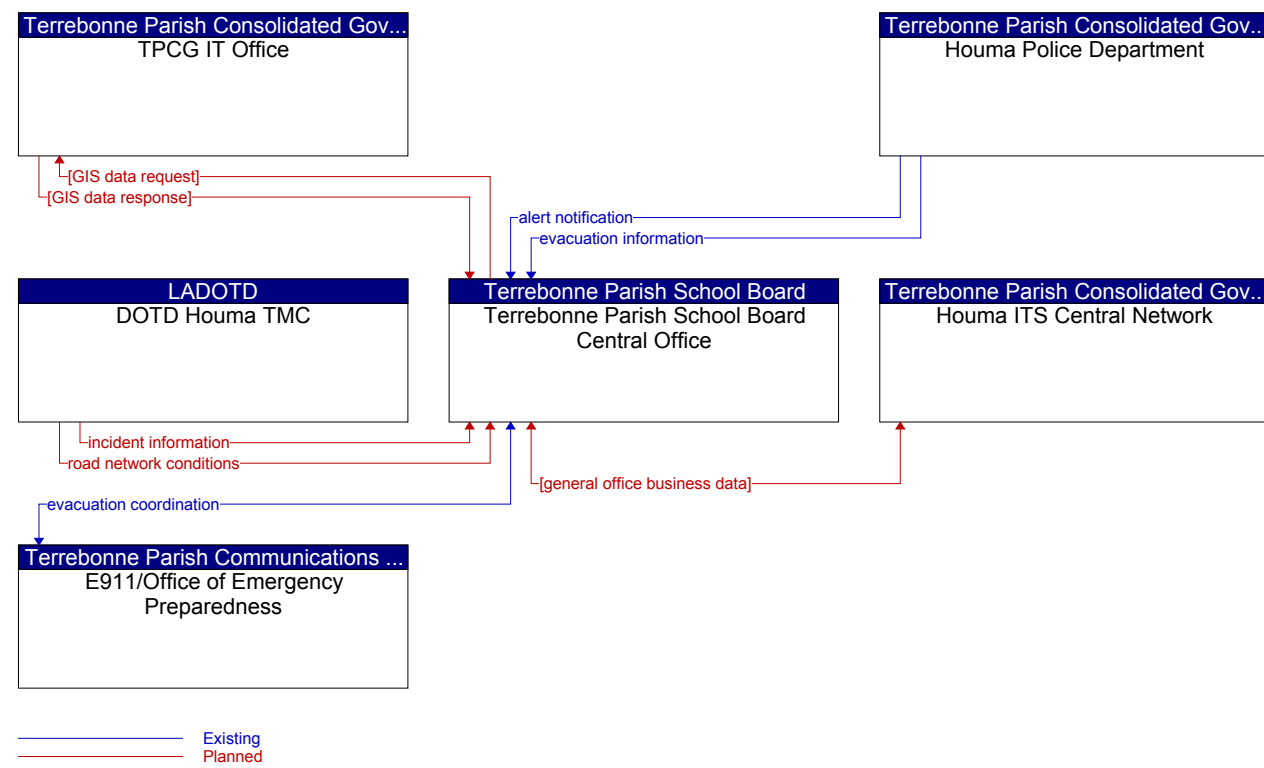 Terrebonne Parish Consolidated Gov...
TPCG IT Office
Terrebonne Parish Consolidated Gov...
Houma Police Department
[GIS data request]
[GIS data response]
alert notification
evacuation information
LADOTD
DOTD Houma TMC
Terrebonne Parish School Board
Terrebonne Parish School Board
Central Office
Terrebonne Parish Consolidated Gov...
Houma ITS Central Network
incident information
road network conditions
[general office business data]
evacuation coordination
Terrebonne Parish Communications ...
E911/Office of Emergency
Preparedness
Existing
Planned